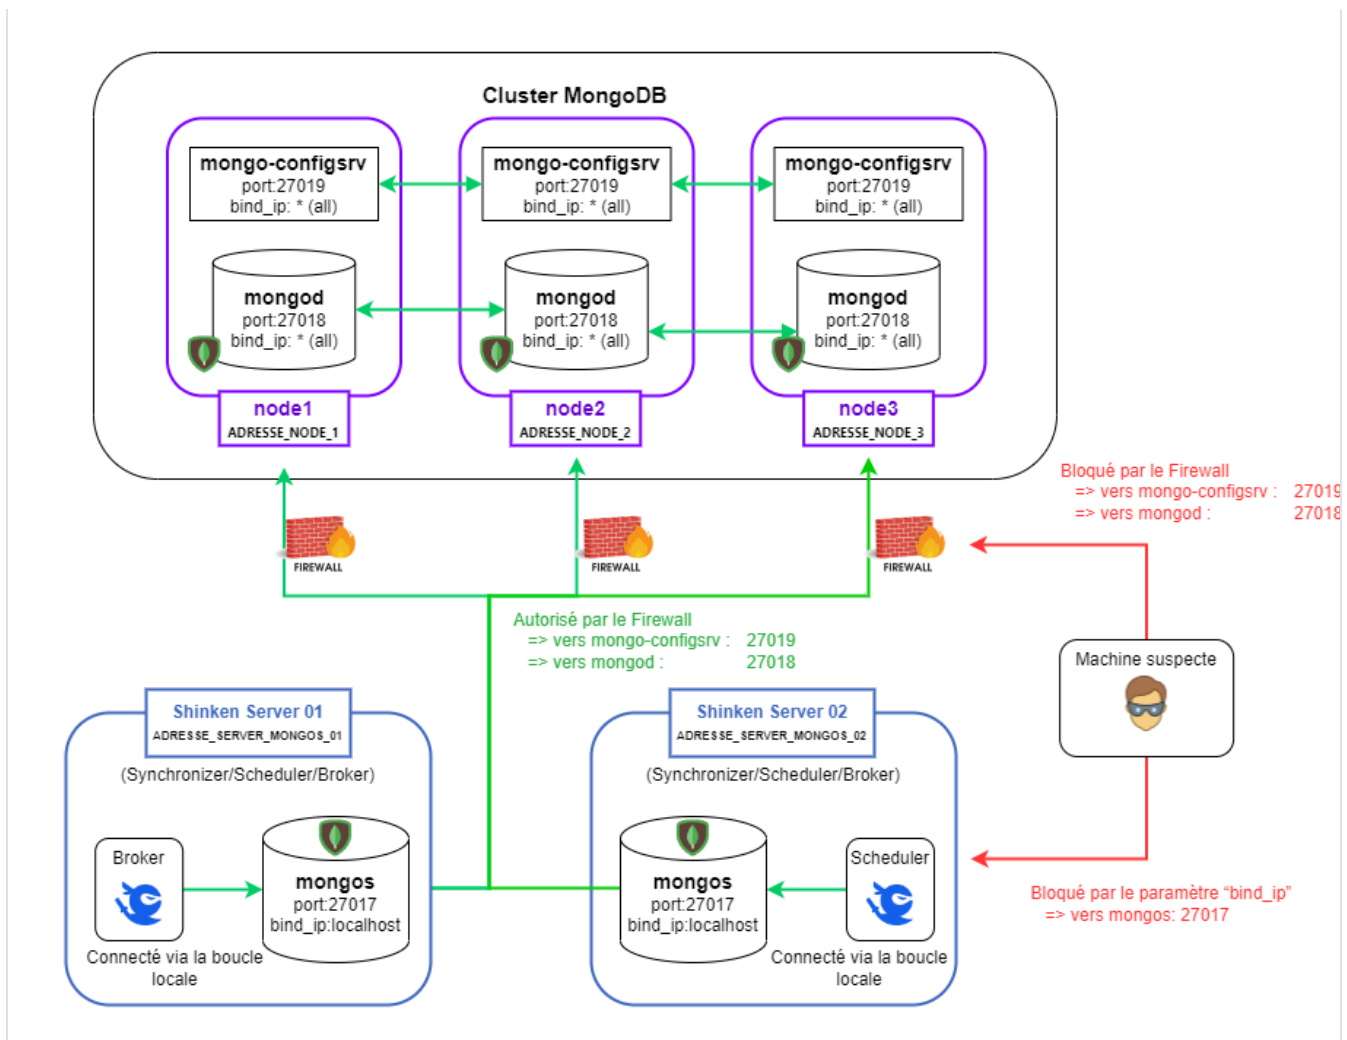 Cluster MongoDB
mongo-configsrv
port:27019
bind_ip: * (all)
mongo-configsrv
port:27019
bind_ip: * (all)
mongo-configsrv
port:27019
bind_ip: * (all)
mongod
port:27018
bind_ip: * (all)
mongod
port:27018
bind_ip: * (all)
mongod
port:27018
bind_ip: * (all)
node1
ADRESSE_NODE_1
node2
ADRESSE_NODE_2
node3
ADRESSE_NODE_3
Bloqué par le Firewall
=> vers mongo-configsrv : 27019
=> vers mongod : 27018
FIREWALL
FIREWALL
FIREWALL
Autorisé par le Firewall
=> vers mongo-configsrv : 27019
=> vers mongod : 27018
Machine suspecte
Shinken Server 01
ADRESSE_SERVER_MONGOS_01
(Synchronizer/Scheduler/Broker)
Broker
mongos
port:27017
bind_ip:localhost
Connecté via la boucle
locale
Shinken Server 02
ADRESSE_SERVER_MONGOS_02
(Synchronizer/Scheduler/Broker)
mongos
port:27017
bind_ip:localhost
Scheduler
Connecté via la boucle
locale
Bloqué par le paramètre “bind_ip”
=> vers mongos: 27017